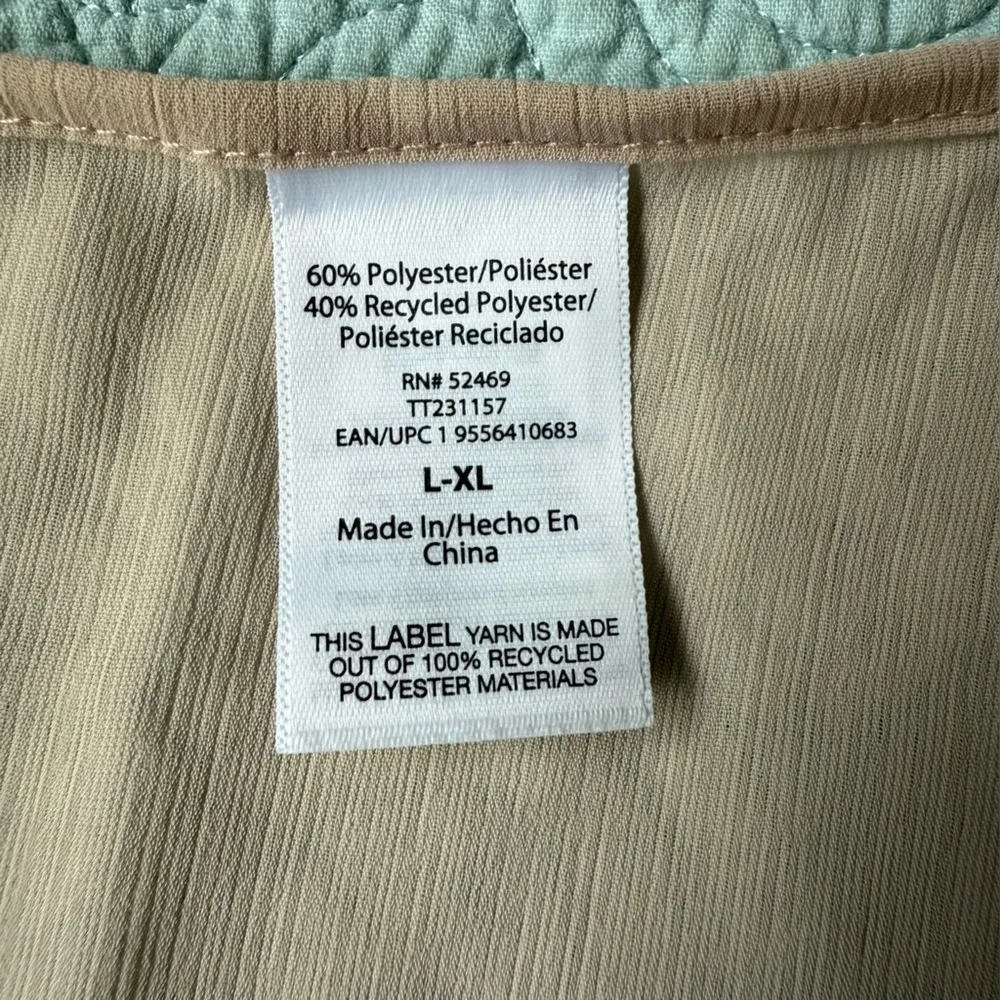 60% Polyester/Poliéster
40% Recycled Polyester/
Poliéster Reciclado
RN# 52469
TT231157
EAN/UPC 1 9556410683
L-XL
Made In/Hecho En
China
THIS LABEL YARN IS MADE
OUT OF 100% RECYCLED
POLYESTER MATERIALS